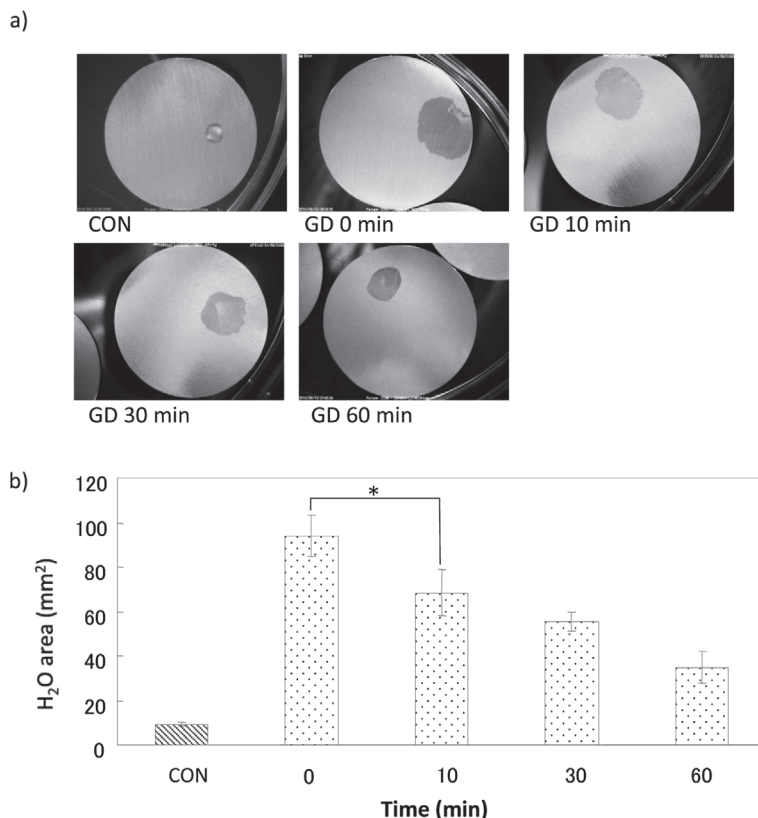 a)
CON
GD 0 min
GD 10 min
GD 30 min
GD 60 min
b)
H₂O area (mm²)
120
100
80
60
40
20
0
*
CON
0
10
30
60
Time (min)